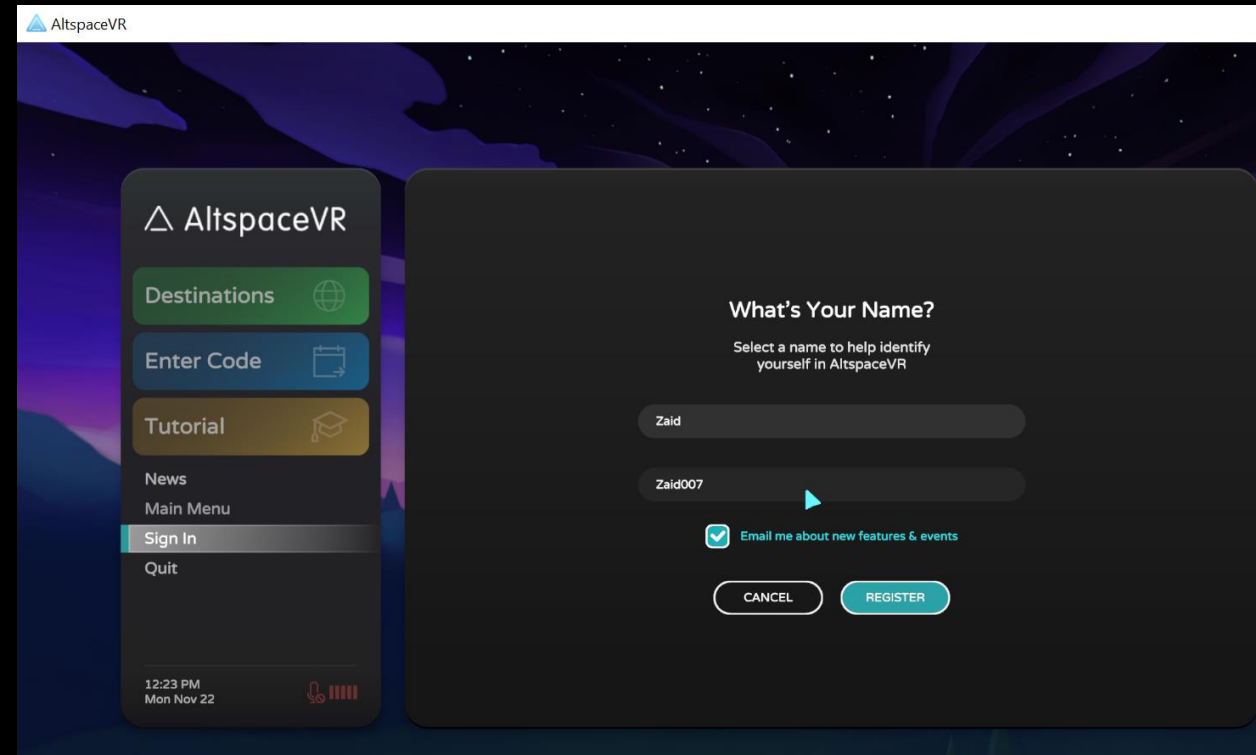 AltspaceVR
AltspaceVR
Destinations
Enter Code
Tutorial
News
Main Menu
Sign In
Quit
12:23 PM
Mon Nov 22
What's Your Name?
Select a name to help identify
yourself in AltspaceVR
Zaid
Zaid007
Email me about new features & events
CANCEL
REGISTER